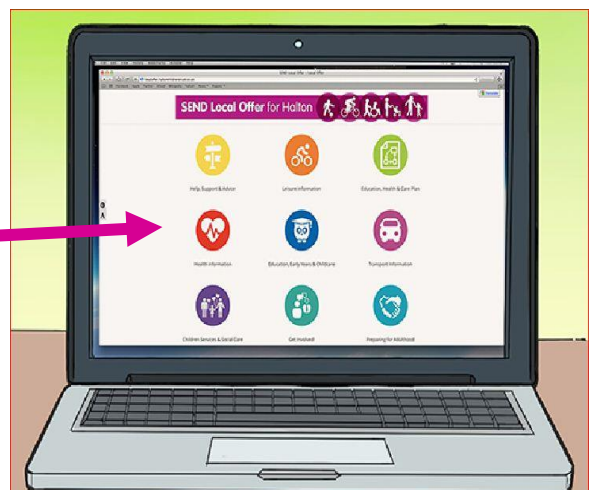 SEND Local Offer for Halton
Help, Support & Advice
Leisure Information
Education, Health & Care Plan
Health Information
Education, Early Years & Childcare
Transport Information
Children Services & Social Care
Get Involved!
Preparing for Adulthood